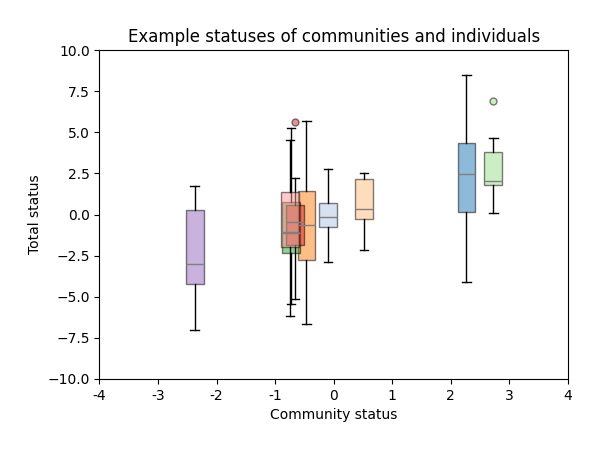 Example statuses of communities and individuals
10.0
7.5
5.0
2.5
0.0
−2.5
−5.0
−7.5
−10.0
Total status
-4 -3 -2 -1 0 1 2 3 4
Community status